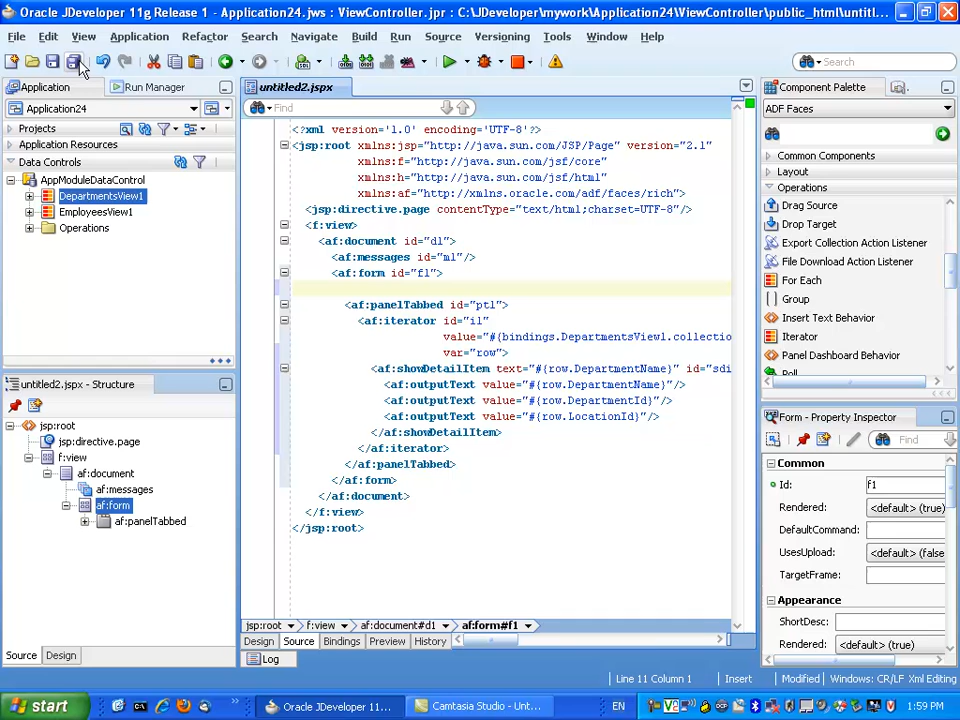 Oracle JDeveloper 11g Release 1 - Application24.jws : ViewController.jpr : C:\JDeveloper\mywork\Application24\ViewController\public_html\untitl...
File Edit View Application Refactor Search Navigate Build Run Source Versioning Tools Window Help
Search
Application
Run Manager
Application24
Projects
Application Resources
Data Controls
AppModuleDataControl
DepartmentsView1
EmployeesView1
Operations
untitled2.jspx - Structure
jsp:root
jsp:directive.page
f:view
af:document
af:messages
af:form
af:panelTabbed
Source Design
untitled2.jspx
Find
<?xml version='1.0' encoding='UTF-8'?>
<jsp:root xmlns:jsp="http://java.sun.com/JSP/Page" version="2.1"
xmlns:f="http://java.sun.com/jsf/core"
xmlns:h="http://java.sun.com/jsf/html"
xmlns:af="http://xmlns.oracle.com/adf/faces/rich">
<jsp:directive.page contentType="text/html;charset=UTF-8"/>
<f:view>
<af:document id="d1">
<af:messages id="m1"/>
<af:form id="f1">
<af:panelTabbed id="pt1">
<af:iterator id="i1"
value="#{bindings.DepartmentsView1.collectio
var="row">
<af:showDetailItem text="#{row.DepartmentName}" id="sdi
<af:outputText value="#{row.DepartmentName}"/>
<af:outputText value="#{row.DepartmentId}"/>
<af:outputText value="#{row.LocationId}"/>
</af:showDetailItem>
</af:iterator>
</af:panelTabbed>
</af:form>
</af:document>
</f:view>
</jsp:root>
jsp:root f:view af:document#d1 af:form#f1
Design Source Bindings Preview History
Log
Component Palette
ADF Faces
Common Components
Layout
Operations
Drag Source
Drop Target
Export Collection Action Listener
File Download Action Listener
For Each
Group
Insert Text Behavior
Iterator
Panel Dashboard Behavior
Poll
Form - Property Inspector
Find
Common
Id: f1
Rendered: <default> (true)
DefaultCommand:
UsesUpload: <default> (false
TargetFrame:
Appearance
ShortDesc:
Rendered: <default> (true)
Line 11 Column 1 Insert Modified Windows: CR/LF Xml Editing
start
Oracle JDeveloper 11...
Camtasia Studio - Unt...
EN
1:59 PM